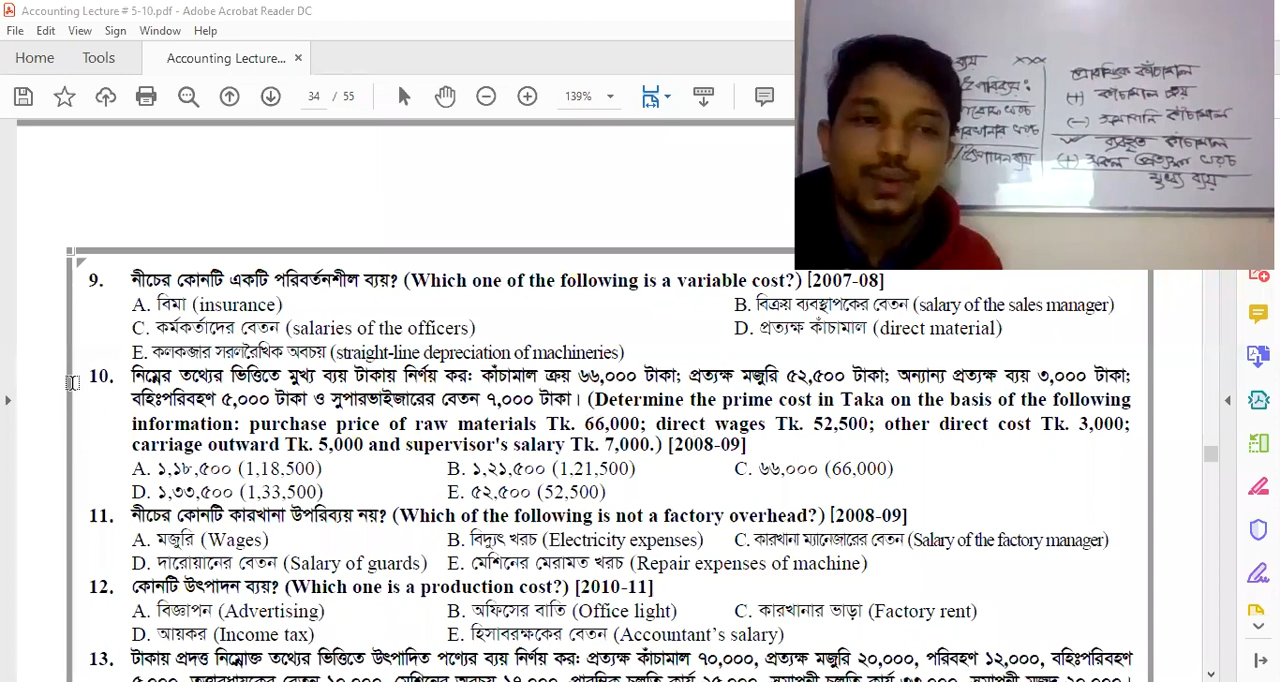 Accounting Lecture # 5-10.pdf - Adobe Acrobat Reader DC
File Edit View Sign Window Help
Home Tools Accounting Lecture... ×
34 / 55 139%
প্রারম্ভিক কাঁচামাল
(+) কাঁচামাল ক্রয়
(-) সমাপনি কাঁচামাল
ব্যবহৃত কাঁচামাল
(+) সকল প্রত্যক্ষ খরচ
মুখ্য ব্যয়
9. নীচের কোনটি একটি পরিবর্তনশীল ব্যয়? (Which one of the following is a variable cost?) [2007-08]
A. বিমা (insurance) B. বিক্রয় ব্যবস্থাপকের বেতন (salary of the sales manager)
C. কর্মকর্তাদের বেতন (salaries of the officers) D. প্রত্যক্ষ কাঁচামাল (direct material)
E. কলকজার সরলরৈখিক অবচয় (straight-line depreciation of machineries)
10. নিম্নের তথ্যের ভিত্তিতে মুখ্য ব্যয় টাকায় নির্ণয় কর: কাঁচামাল ক্রয় ৬৬,০০০ টাকা; প্রত্যক্ষ মজুরি ৫২,৫০০ টাকা; অন্যান্য প্রত্যক্ষ ব্যয় ৩,০০০ টাকা;
বহিঃপরিবহণ ৫,০০০ টাকা ও সুপারভাইজারের বেতন ৭,০০০ টাকা। (Determine the prime cost in Taka on the basis of the following
information: purchase price of raw materials Tk. 66,000; direct wages Tk. 52,500; other direct cost Tk. 3,000;
carriage outward Tk. 5,000 and supervisor's salary Tk. 7,000.) [2008-09]
A. ১,১৮,৫০০ (1,18,500) B. ১,২১,৫০০ (1,21,500) C. ৬৬,০০০ (66,000)
D. ১,৩৩,৫০০ (1,33,500) E. ৫২,৫০০ (52,500)
11. নীচের কোনটি কারখানা উপরিব্যয় নয়? (Which of the following is not a factory overhead?) [2008-09]
A. মজুরি (Wages) B. বিদ্যুৎ খরচ (Electricity expenses) C. কারখানা ম্যানেজারের বেতন (Salary of the factory manager)
D. দারোয়ানের বেতন (Salary of guards) E. মেশিনের মেরামত খরচ (Repair expenses of machine)
12. কোনটি উৎপাদন ব্যয়? (Which one is a production cost?) [2010-11]
A. বিজ্ঞাপন (Advertising) B. অফিসের বাতি (Office light) C. কারখানার ভাড়া (Factory rent)
D. আয়কর (Income tax) E. হিসাবরক্ষকের বেতন (Accountant's salary)
13. টাকায় প্রদত্ত নিম্নোক্ত তথ্যের ভিত্তিতে উৎপাদিত পণ্যের ব্যয় নির্ণয় কর: প্রত্যক্ষ কাঁচামাল ৭০,০০০, প্রত্যক্ষ মজুরি ২০,০০০, পরিবহণ ১২,০০০, বহিঃপরিবহণ